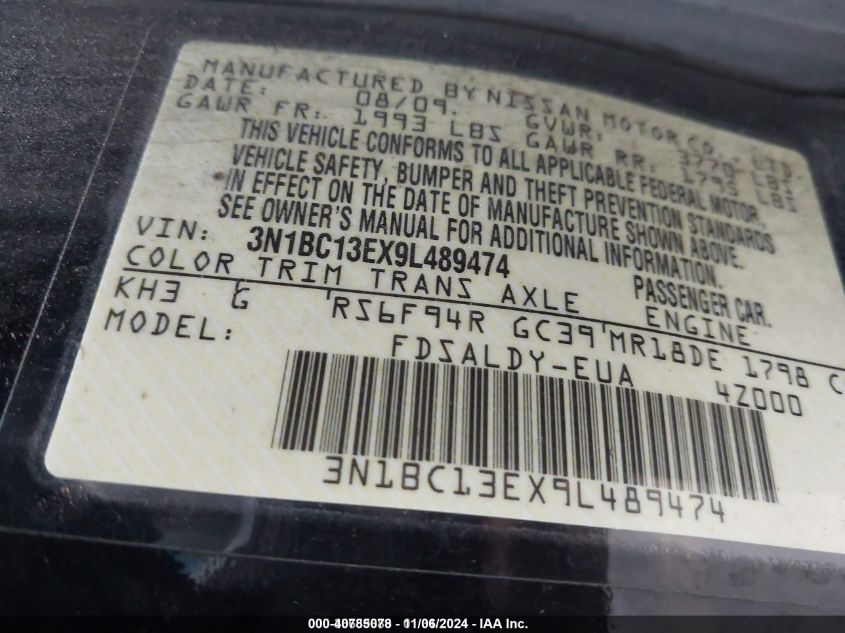 MANUFACTURED BY NISSAN MOTOR CO., LTD
DATE: 08/09. GVWR: 3770 LBS
GAWR FR: 1993 LBS GAWR RR: 1795 LBS
THIS VEHICLE CONFORMS TO ALL APPLICABLE FEDERAL MOTOR
VEHICLE SAFETY, BUMPER AND THEFT PREVENTION STANDARDS
IN EFFECT ON THE DATE OF MANUFACTURE SHOWN ABOVE.
SEE OWNER'S MANUAL FOR ADDITIONAL INFORMATION.
VIN: 3N1BC13EX9L489474 PASSENGER CAR.
COLOR TRIM TRANS AXLE ENGINE
KH3 G RS6F94R GC39 MR18DE 1798 C
MODEL: FDSALDY-EUA 4Z000
3N1BC13EX9L489474
11/06/2024 - IAA Inc.